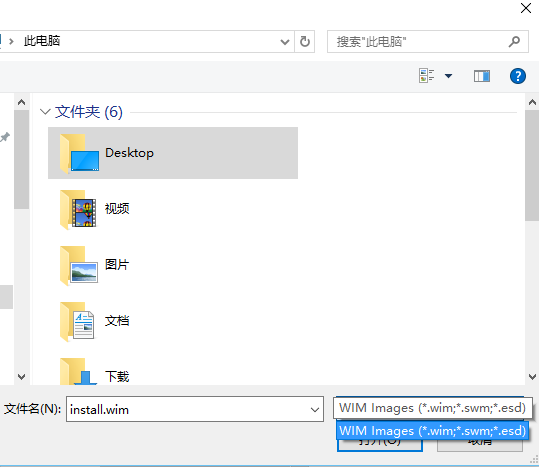 此电脑
搜索"此电脑"
文件夹 (6)
Desktop
视频
图片
文档
下载
文件名(N):
install.wim
WIM Images (*.wim;*.swm;*.esd)
WIM Images (*.wim;*.swm;*.esd)
打开(O)
取消